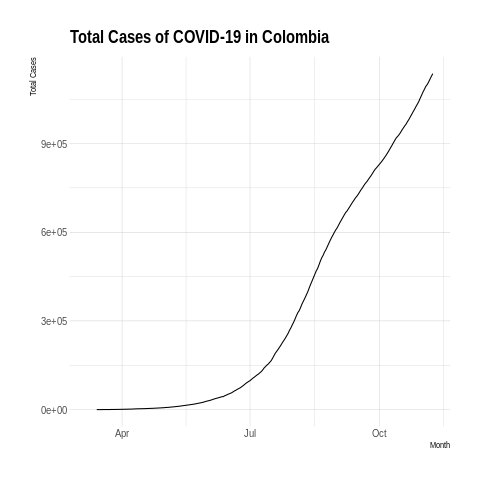 Total Cases of COVID-19 in Colombia
Total Cases
9e+05
6e+05
3e+05
0e+00
Apr Jul Oct
Month